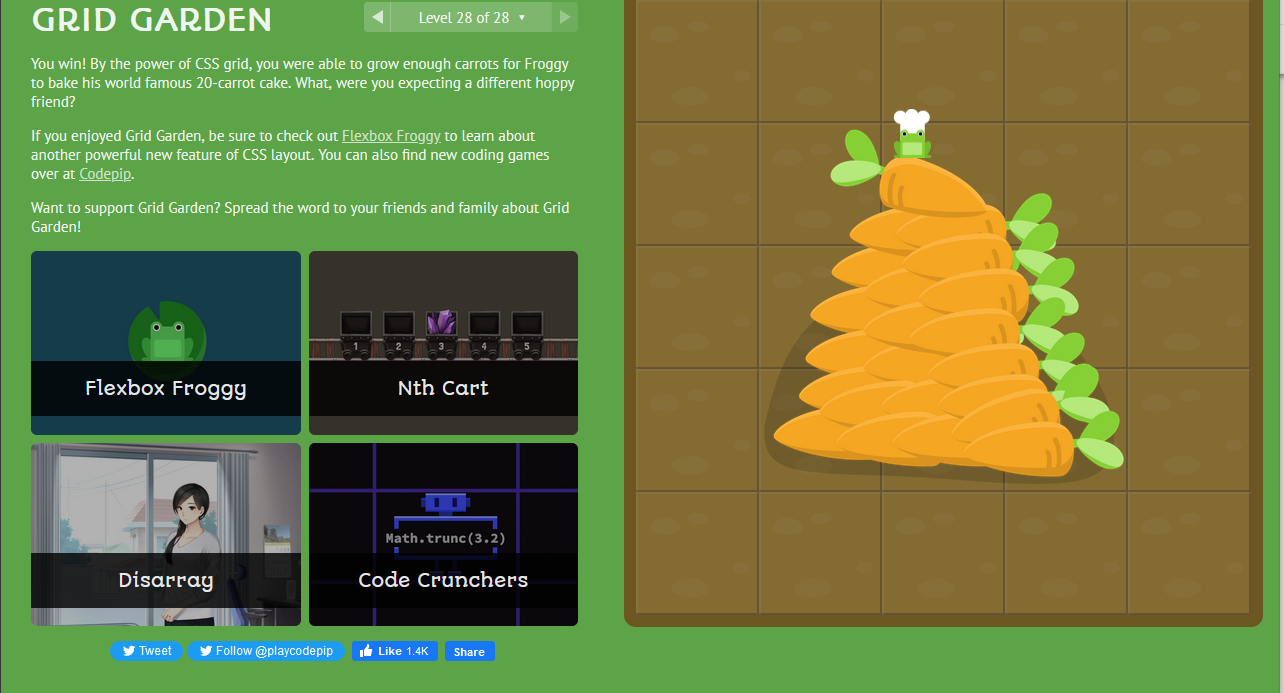 GRID GARDEN
Level 28 of 28
You win! By the power of CSS grid, you were able to grow enough carrots for Froggy
to bake his world famous 20-carrot cake. What, were you expecting a different hoppy
friend?
If you enjoyed Grid Garden, be sure to check out Flexbox Froggy to learn about
another powerful new feature of CSS layout. You can also find new coding games
over at Codepip.
Want to support Grid Garden? Spread the word to your friends and family about Grid
Garden!
1 2 3 4 5
Flexbox Froggy
Nth Cart
Math.trunc(3.2)
Disarray
Code Crunchers
Tweet
Follow @playcodepip
Like 1.4K
Share